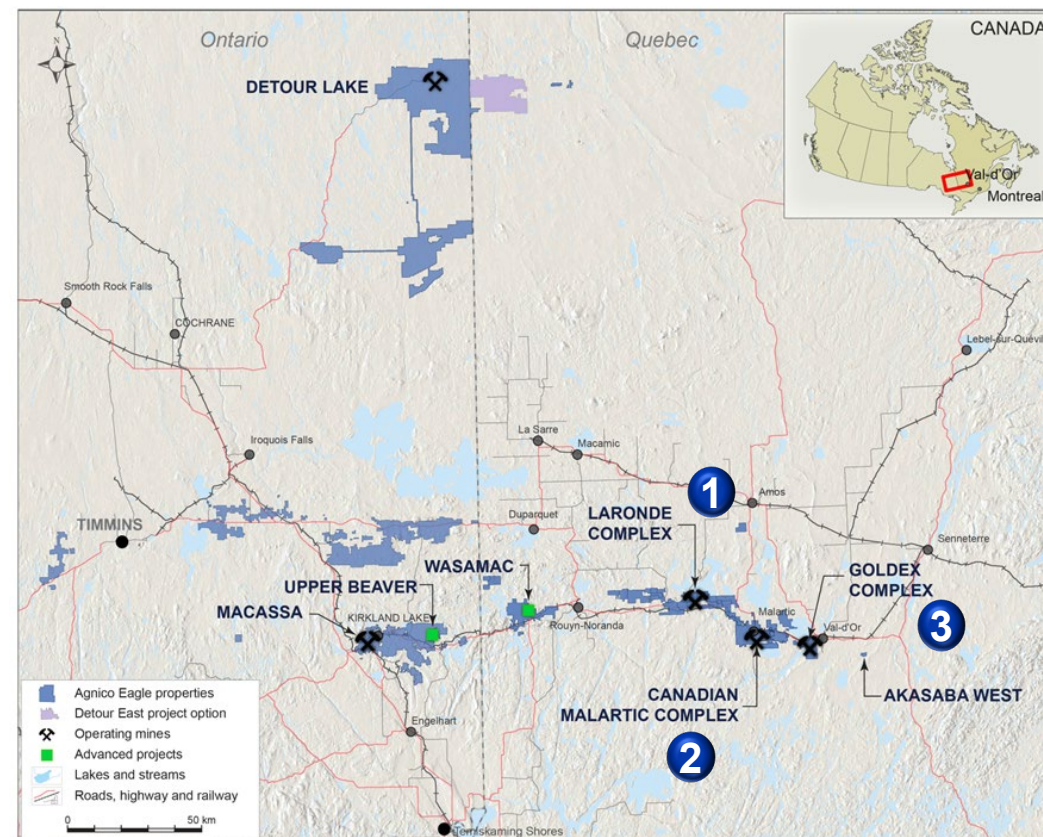 Ontario
Quebec
CANADA
Val-d'Or
Montreal
N
DETOUR LAKE
Smooth Rock Falls
COCHRANE
Lebel-sur-Quévil
Iroquois Falls
La Sarre
Macamic
1
Amos
TIMMINS
Duparquet
LARONDE
COMPLEX
Senneterre
WASAMAC
GOLDEX
COMPLEX
UPPER BEAVER
MACASSA
KIRKLAND LAKE
Rouyn-Noranda
Malartic
Val-d'Or
3
CANADIAN
MALARTIC COMPLEX
AKASABA WEST
2
Engelhart
Temiskaming Shores
Agnico Eagle properties
Detour East project option
Operating mines
Advanced projects
Lakes and streams
Roads, highway and railway
0 50 km